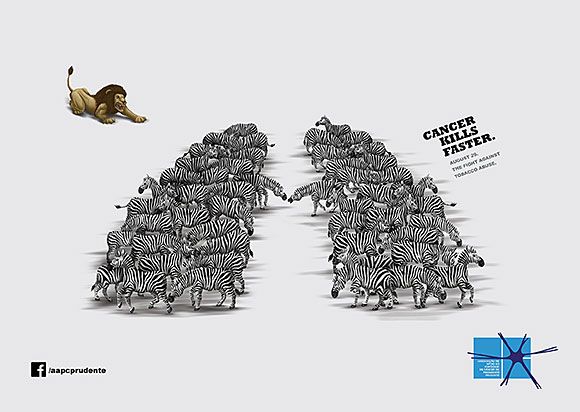 CANCER
KILLS
FASTER.
AUGUST 29.
THE FIGHT AGAINST
TOBACCO ABUSE.
f/aapcprudente